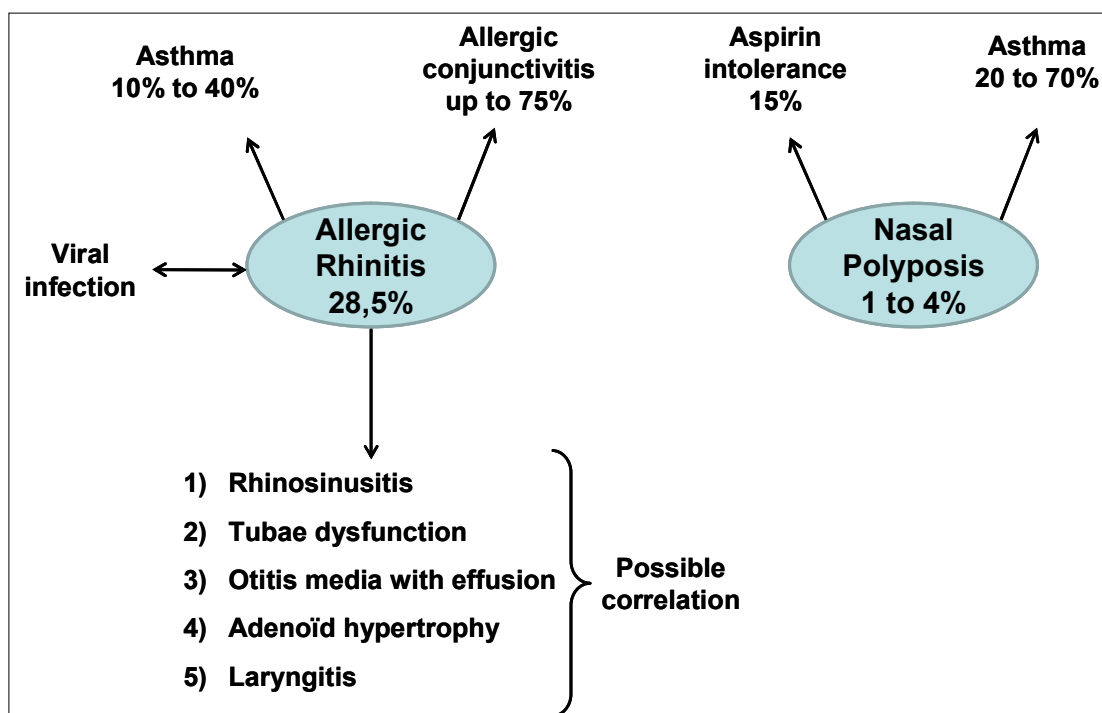 Asthma
10% to 40%
Allergic
conjunctivitis
up to 75%
Aspirin
intolerance
15%
Asthma
20 to 70%
Viral
infection
Allergic
Rhinitis
28,5%
Nasal
Polyposis
1 to 4%
1) Rhinosinusitis
2) Tubae dysfunction
3) Otitis media with effusion
4) Adenoïd hypertrophy
5) Laryngitis
Possible
correlation